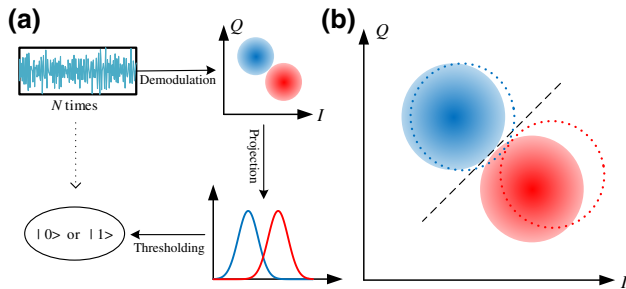 (a)
(b)
Q
Q
Demodulation
N times
I
Projection
| 0> or | 1>
Thresholding
I